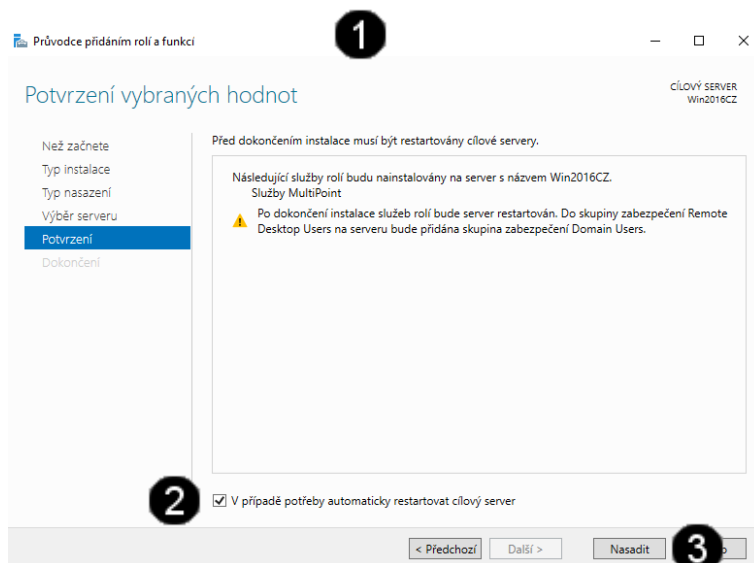 1
Průvodce přidáním rolí a funkcí
Potvrzení vybraných hodnot
CÍLOVÝ SERVER
Win2016CZ
Než začnete
Typ instalace
Typ nasazení
Výběr serveru
Potvrzení
Dokončení
Před dokončením instalace musí být restartovány cílové servery.
Následující služby rolí budu nainstalovány na server s názvem Win2016CZ.
Služby MultiPoint
Po dokončení instalace služeb rolí bude server restartován. Do skupiny zabezpečení Remote
Desktop Users na serveru bude přidána skupina zabezpečení Domain Users.
2
V případě potřeby automaticky restartovat cílový server
< Předchozí
Další >
Nasadit
3